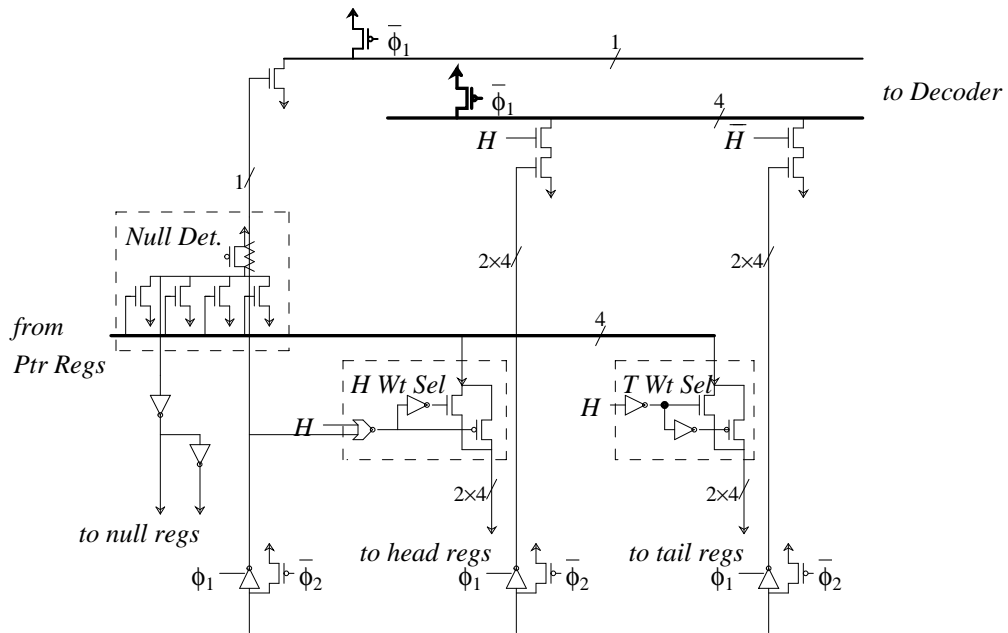 ϕ̅₁
1
to Decoder
ϕ̅₁
4
H
H̅
1
Null Det.
2×4
2×4
from
Ptr Regs
4
H Wt Sel
T Wt Sel
H
H
2×4
2×4
to null regs
to head regs
to tail regs
ϕ₁
ϕ̅₂
ϕ₁
ϕ̅₂
ϕ₁
ϕ̅₂